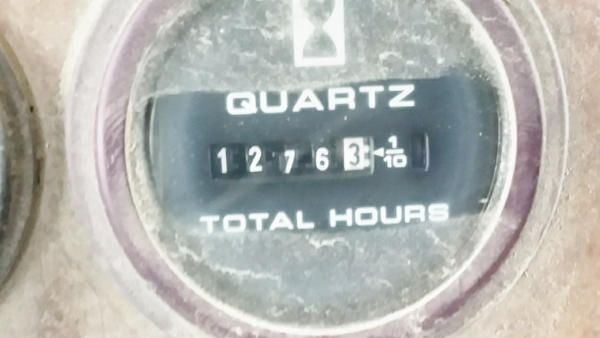 QUARTZ
1 2 7 6 3 ◄ 1/10
TOTAL HOURS